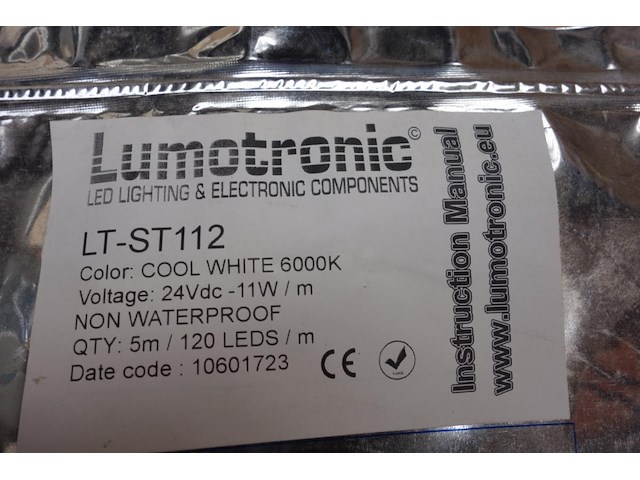 Lumotronic©
LED LIGHTING & ELECTRONIC COMPONENTS
LT-ST112
Color: COOL WHITE 6000K
Voltage: 24Vdc -11W / m
NON WATERPROOF
QTY: 5m / 120 LEDS / m
Date code : 10601723
CE
Instruction Manual
www.lumotronic.eu